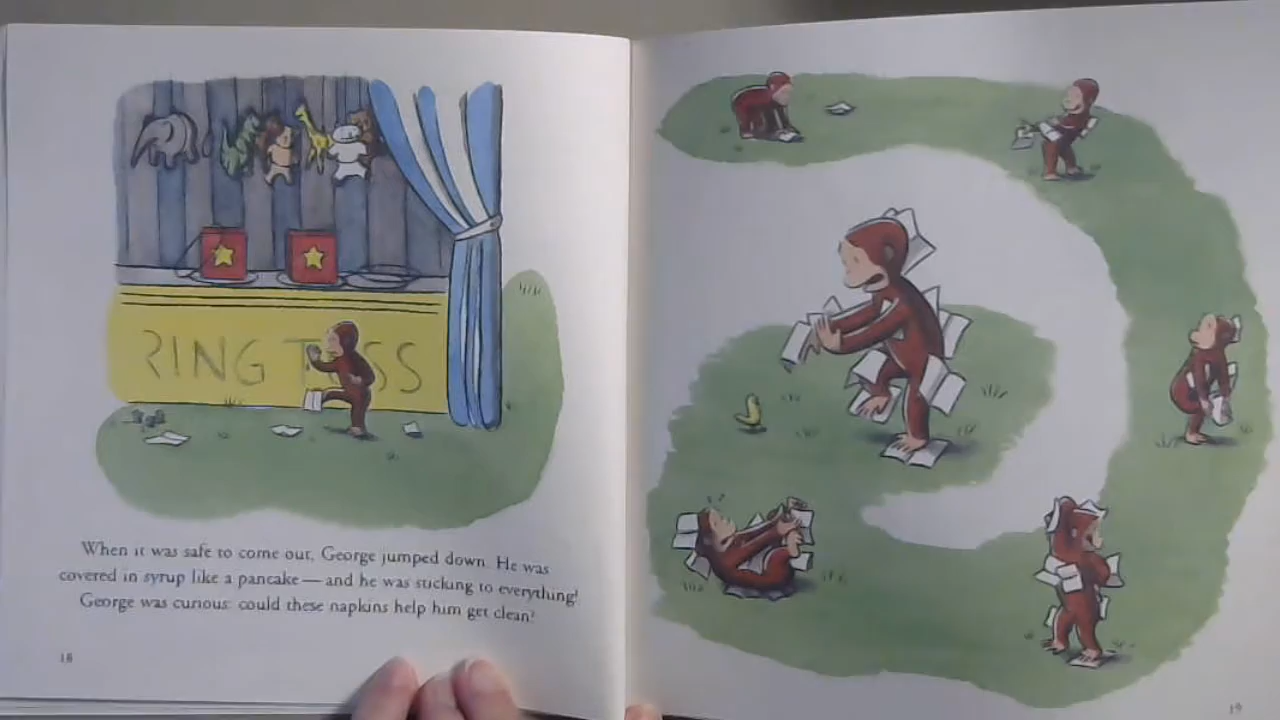 RING TOSS
When it was safe to come out, George jumped down. He was
covered in syrup like a pancake — and he was sticking to everything!
George was curious: could these napkins help him get clean?
18
19